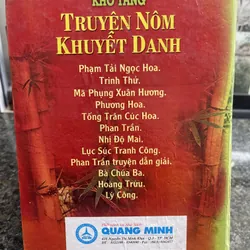 KHO TÀNG
TRUYỆN NÔM
KHUYẾT DANH
Phạm Tải Ngọc Hoa.
Trinh Thử.
Mã Phụng Xuân Hương.
Phương Hoa.
Tống Trân Cúc Hoa.
Phan Trần.
Nhị Độ Mai.
Lục Súc Tranh Công.
Phan Trần truyện dẫn giải.
Bà Chúa Ba.
Hoàng Trừu.
Lý Công.
QUANG MINH